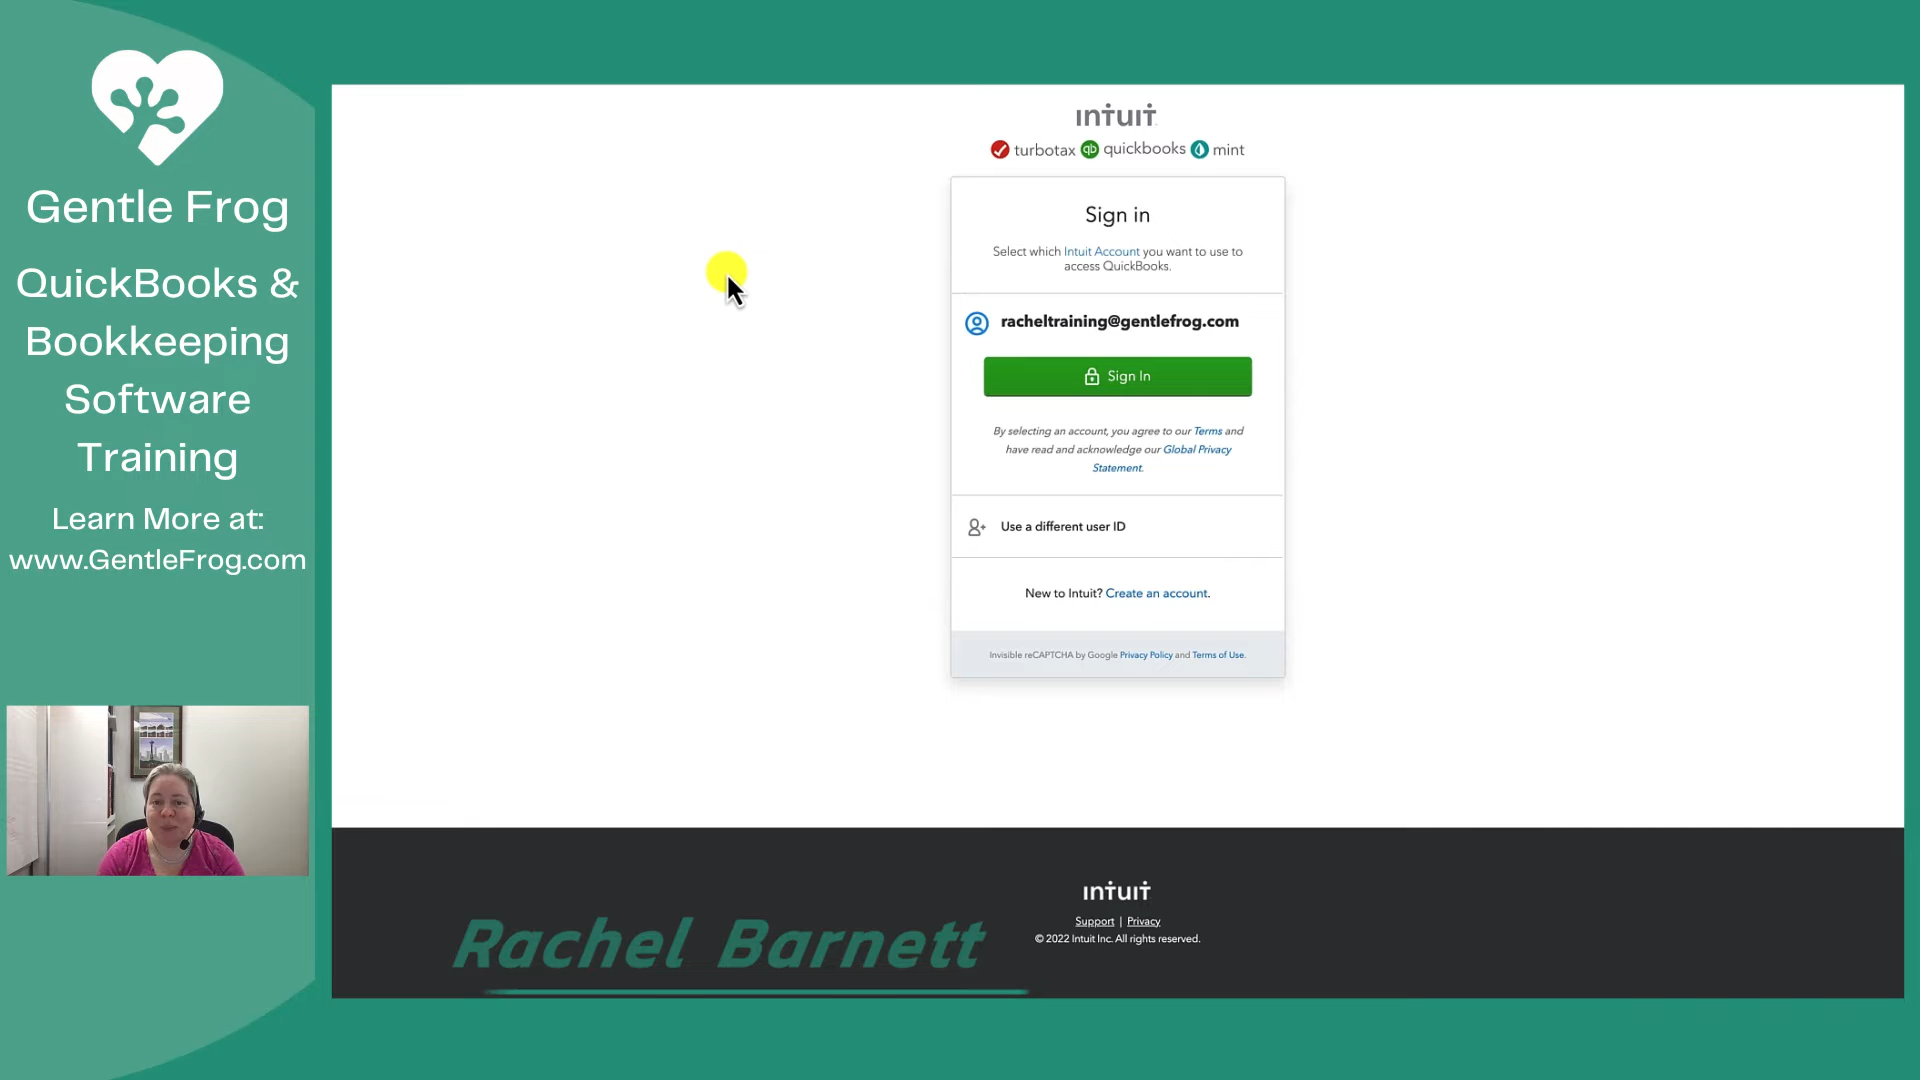 Gentle Frog
QuickBooks &
Bookkeeping
Software
Training
Learn More at:
www.GentleFrog.com
intuit
turbotax quickbooks mint
Sign in
Select which Intuit Account you want to use to
access QuickBooks.
racheltraining@gentlefrog.com
Sign In
By selecting an account, you agree to our Terms and
have read and acknowledge our Global Privacy
Statement.
Use a different user ID
New to Intuit? Create an account.
Invisible reCAPTCHA by Google Privacy Policy and Terms of Use.
intuit
Support | Privacy
© 2022 Intuit Inc. All rights reserved.
Rachel Barnett